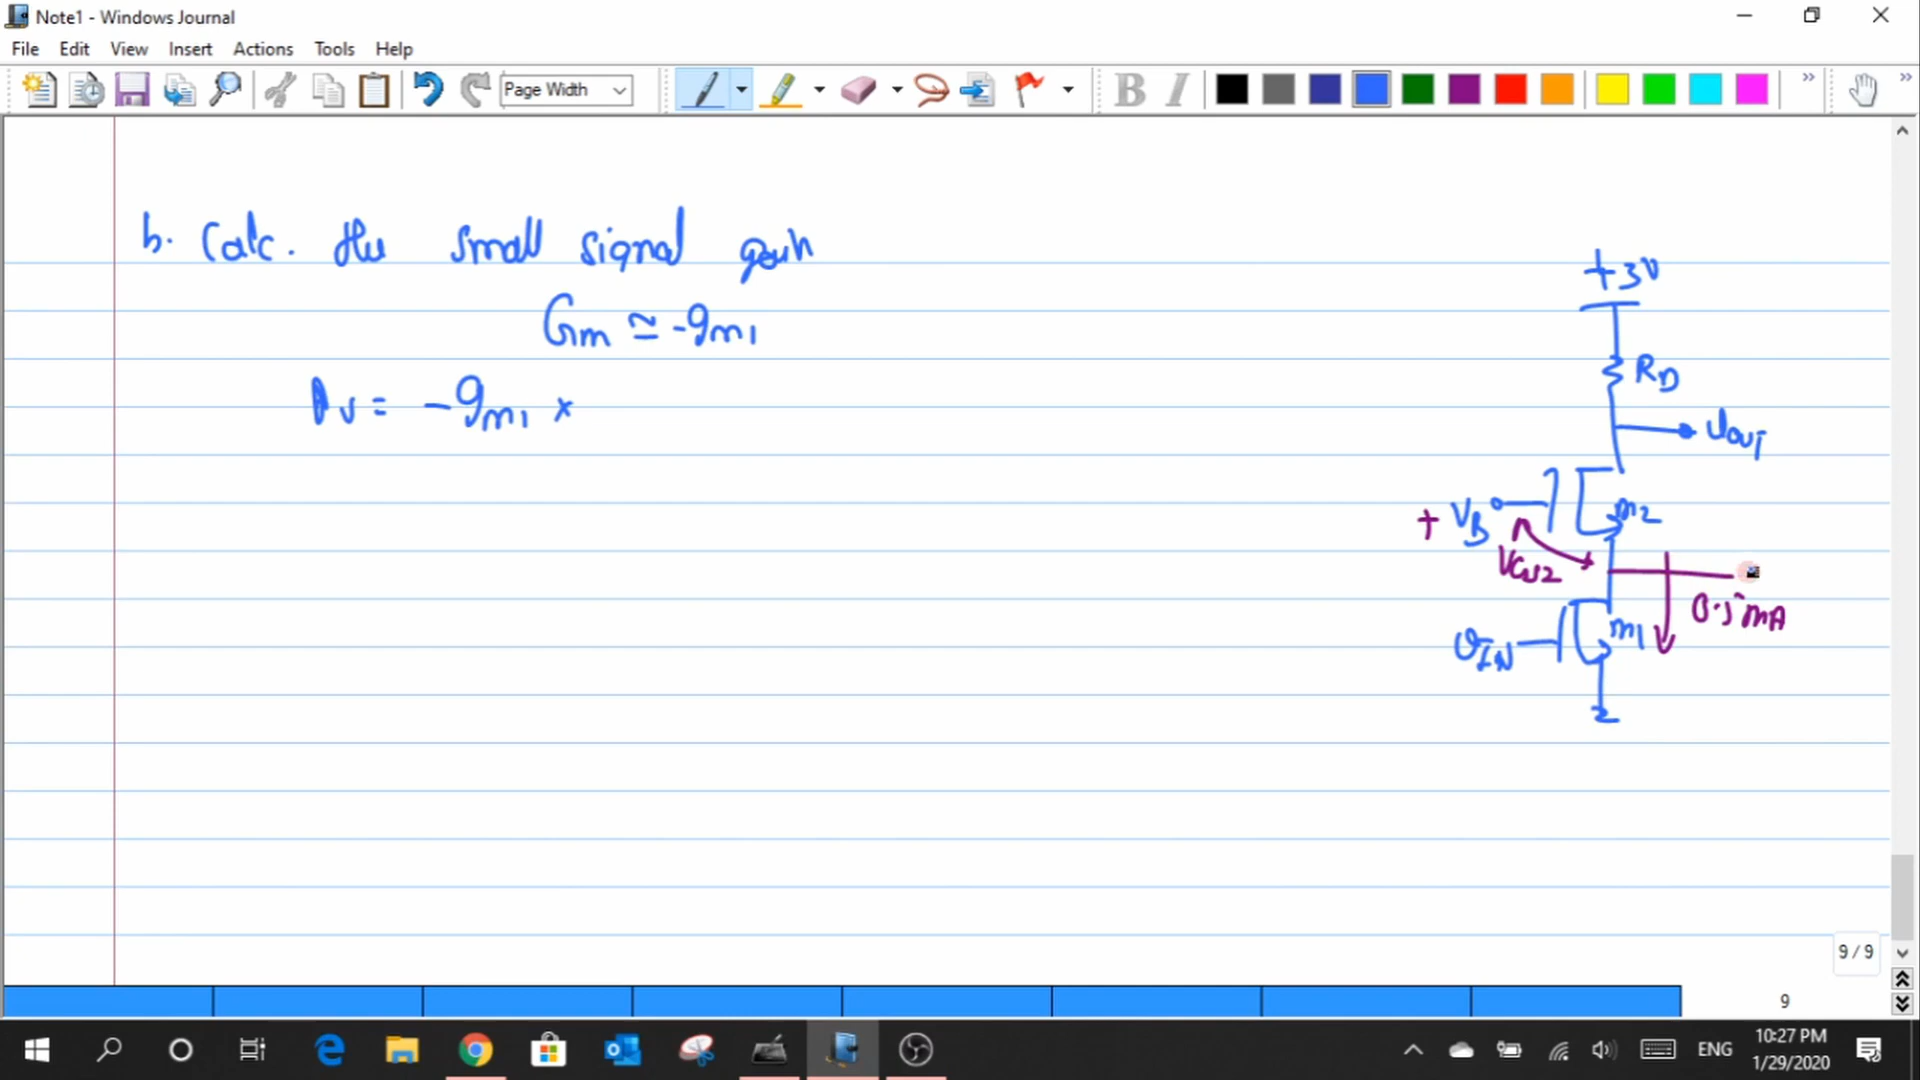 Note1 - Windows Journal
File Edit View Insert Actions Tools Help
Page Width
B I
b. Calc. the small signal gain
Gm ≃ -gm1
Av = -gm1 ×
+3V
RD
VOUT
+ VB
M2
VGS2
0.5mA
VIN
M1
9 / 9
9
ENG
10:27 PM
1/29/2020